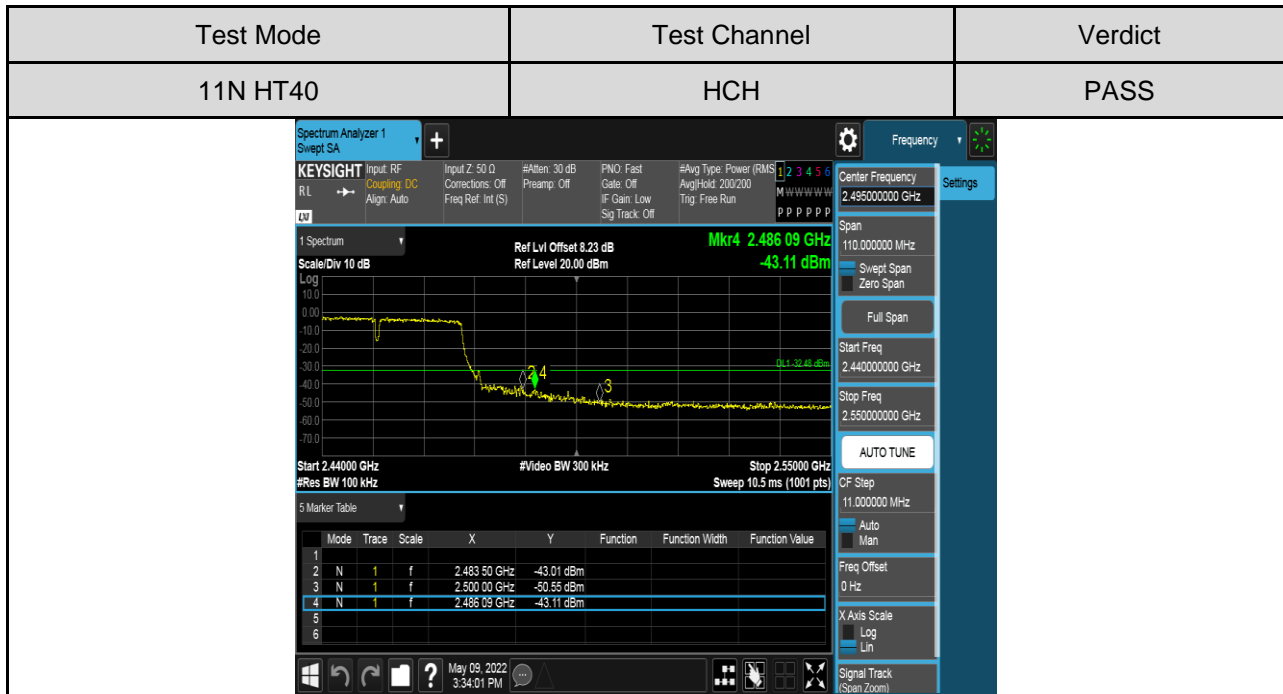 Test Mode Test Channel Verdict
11N HT40 HCH PASS
Spectrum Analyzer 1
Swept SA
+
Frequency
KEYSIGHT Input: RF Input Z: 50 Ω #Atten: 30 dB PNO: Fast #Avg Type: Power (RMS 1 2 3 4 5 6
RL Coupling: DC Corrections: Off Preamp: Off Gate: Off Avg|Hold: 200/200 M W W W W W
Align: Auto Freq Ref: Int (S) IF Gain: Low Trig: Free Run
LXI Sig Track: Off P P P P P P
1 Spectrum Ref Lvl Offset 8.23 dB Mkr4 2.486 09 GHz
Scale/Div 10 dB Ref Level 20.00 dBm -43.11 dBm
Log
10.0
0.00
-10.0
-20.0
-30.0 DL1 -32.48 dBm
2 4
-40.0 3
-50.0
-60.0
-70.0
Start 2.44000 GHz #Video BW 300 kHz Stop 2.55000 GHz
#Res BW 100 kHz Sweep 10.5 ms (1001 pts)
5 Marker Table
Mode Trace Scale X Y Function Function Width Function Value
1
2 N 1 f 2.483 50 GHz -43.01 dBm
3 N 1 f 2.500 00 GHz -50.55 dBm
4 N 1 f 2.486 09 GHz -43.11 dBm
5
6
? May 09, 2022
3:34:01 PM
Center Frequency
2.495000000 GHz
Settings
Span
110.000000 MHz
Swept Span
Zero Span
Full Span
Start Freq
2.440000000 GHz
Stop Freq
2.550000000 GHz
AUTO TUNE
CF Step
11.000000 MHz
Auto
Man
Freq Offset
0 Hz
X Axis Scale
Log
Lin
Signal Track
(Span Zoom)